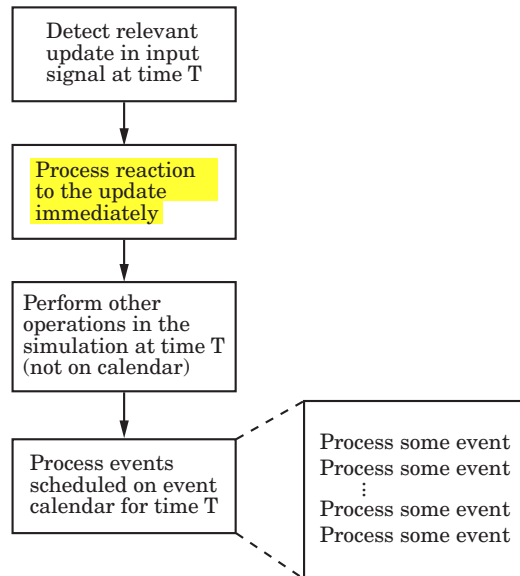 Detect relevant
update in input
signal at time T
Process reaction
to the update
immediately
Perform other
operations in the
simulation at time T
(not on calendar)
Process events
scheduled on event
calendar for time T
Process some event
Process some event
⋮
Process some event
Process some event